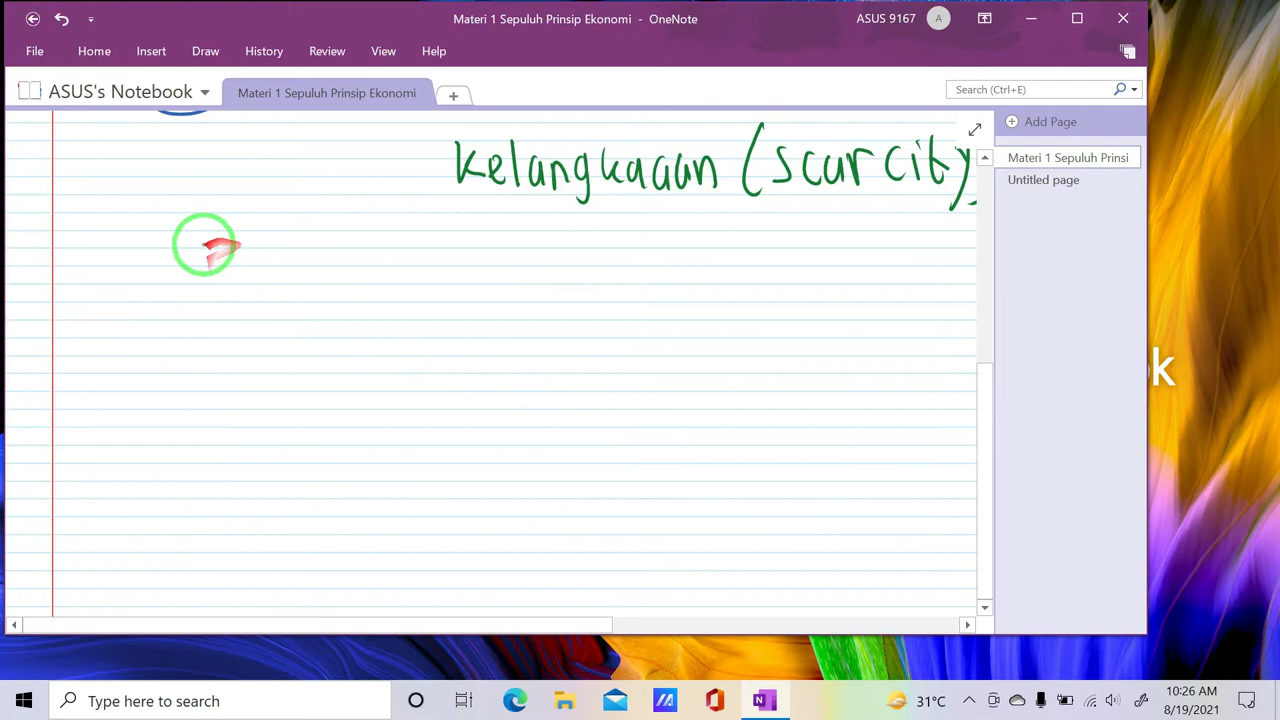 Materi 1 Sepuluh Prinsip Ekonomi - OneNote
ASUS 9167
A
File Home Insert Draw History Review View Help
ASUS's Notebook
Materi 1 Sepuluh Prinsip Ekonomi
Search (Ctrl+E)
Add Page
Materi 1 Sepuluh Prinsi
Untitled page
Kelangkaaan (scarcity)
k
Type here to search
31°C
10:26 AM
8/19/2021